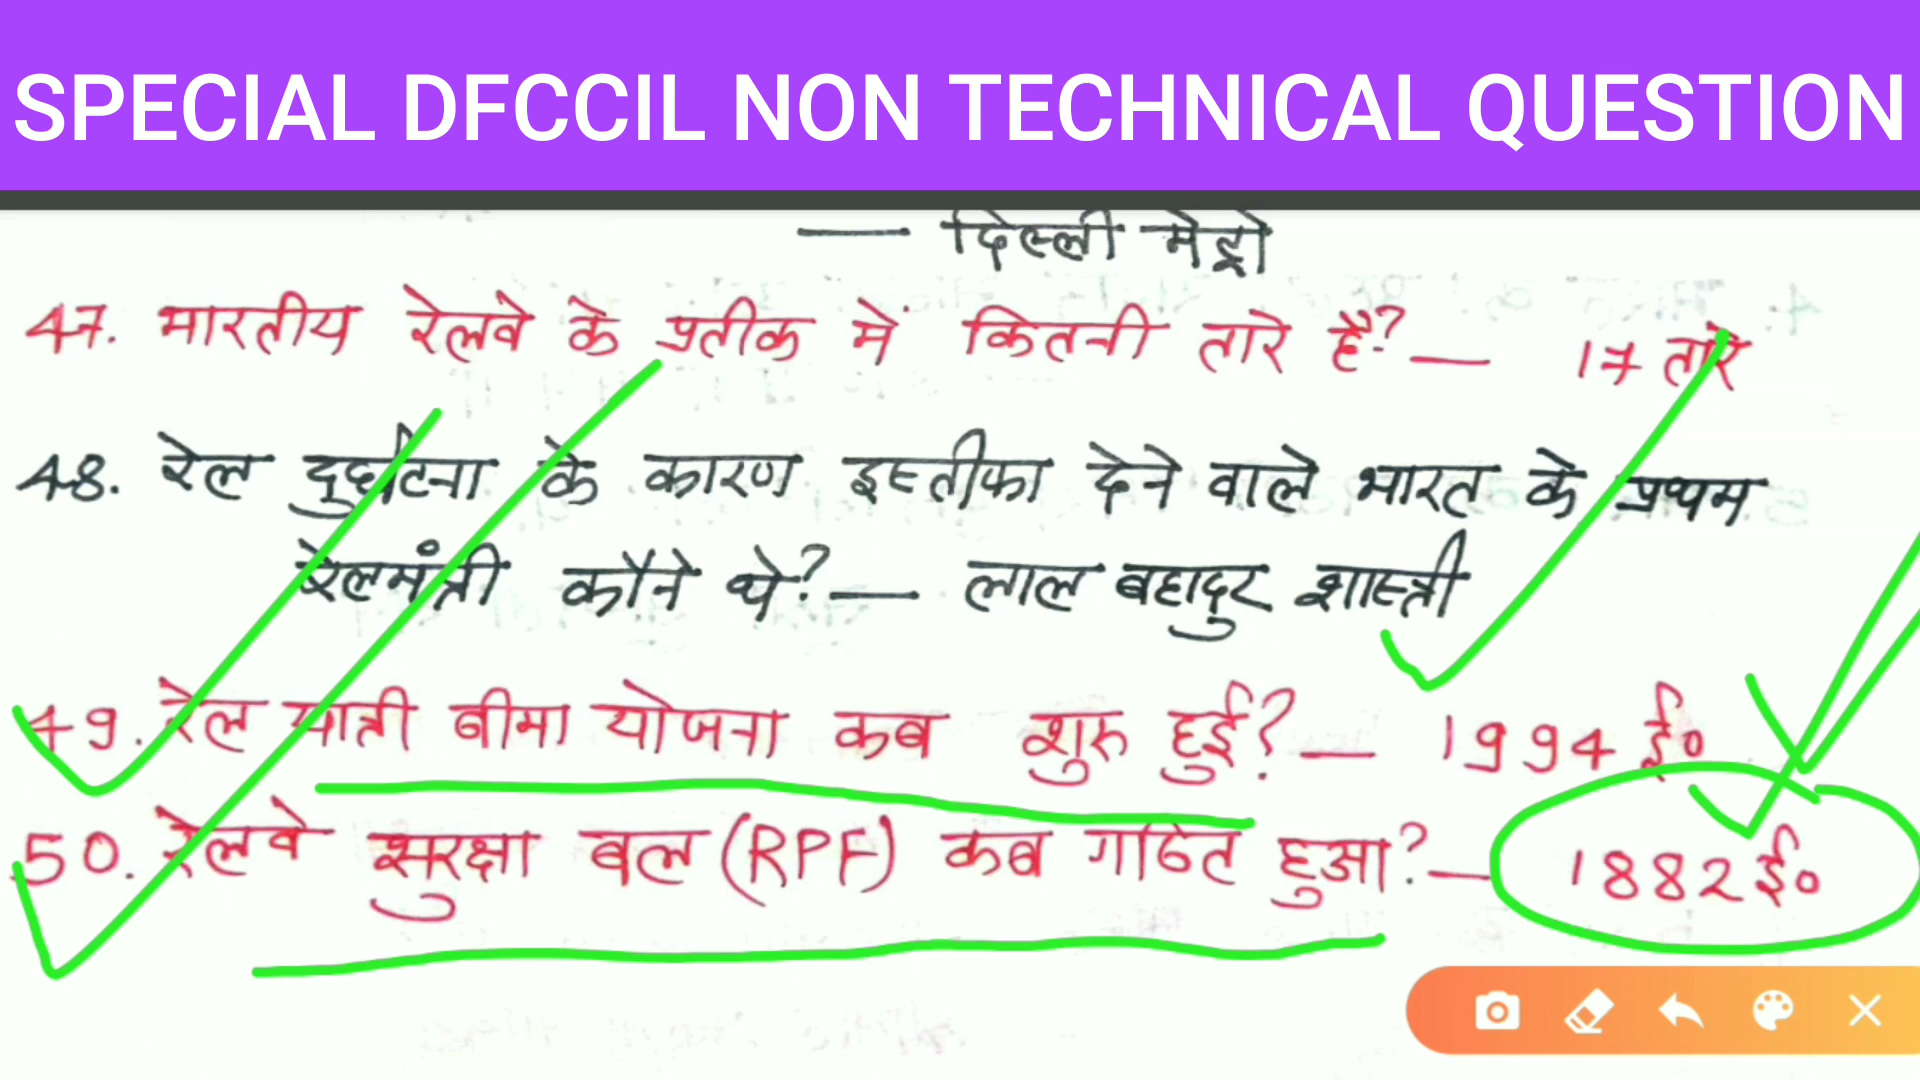 SPECIAL DFCCIL NON TECHNICAL QUESTION
— दिल्ली मेट्रो
47. भारतीय रेलवे के प्रतीक में कितनी तारे हैं? — 17 तारे
48. रेल दुर्घटना के कारण इस्तीफा देने वाले भारत के प्रथम
रेलमंत्री कौन थे? — लाल बहादुर शास्त्री
49. रेल यात्री बीमा योजना कब शुरु हुई? — 1994 ई०
50. रेलवे सुरक्षा बल (RPF) कब गठित हुआ? — 1882 ई०